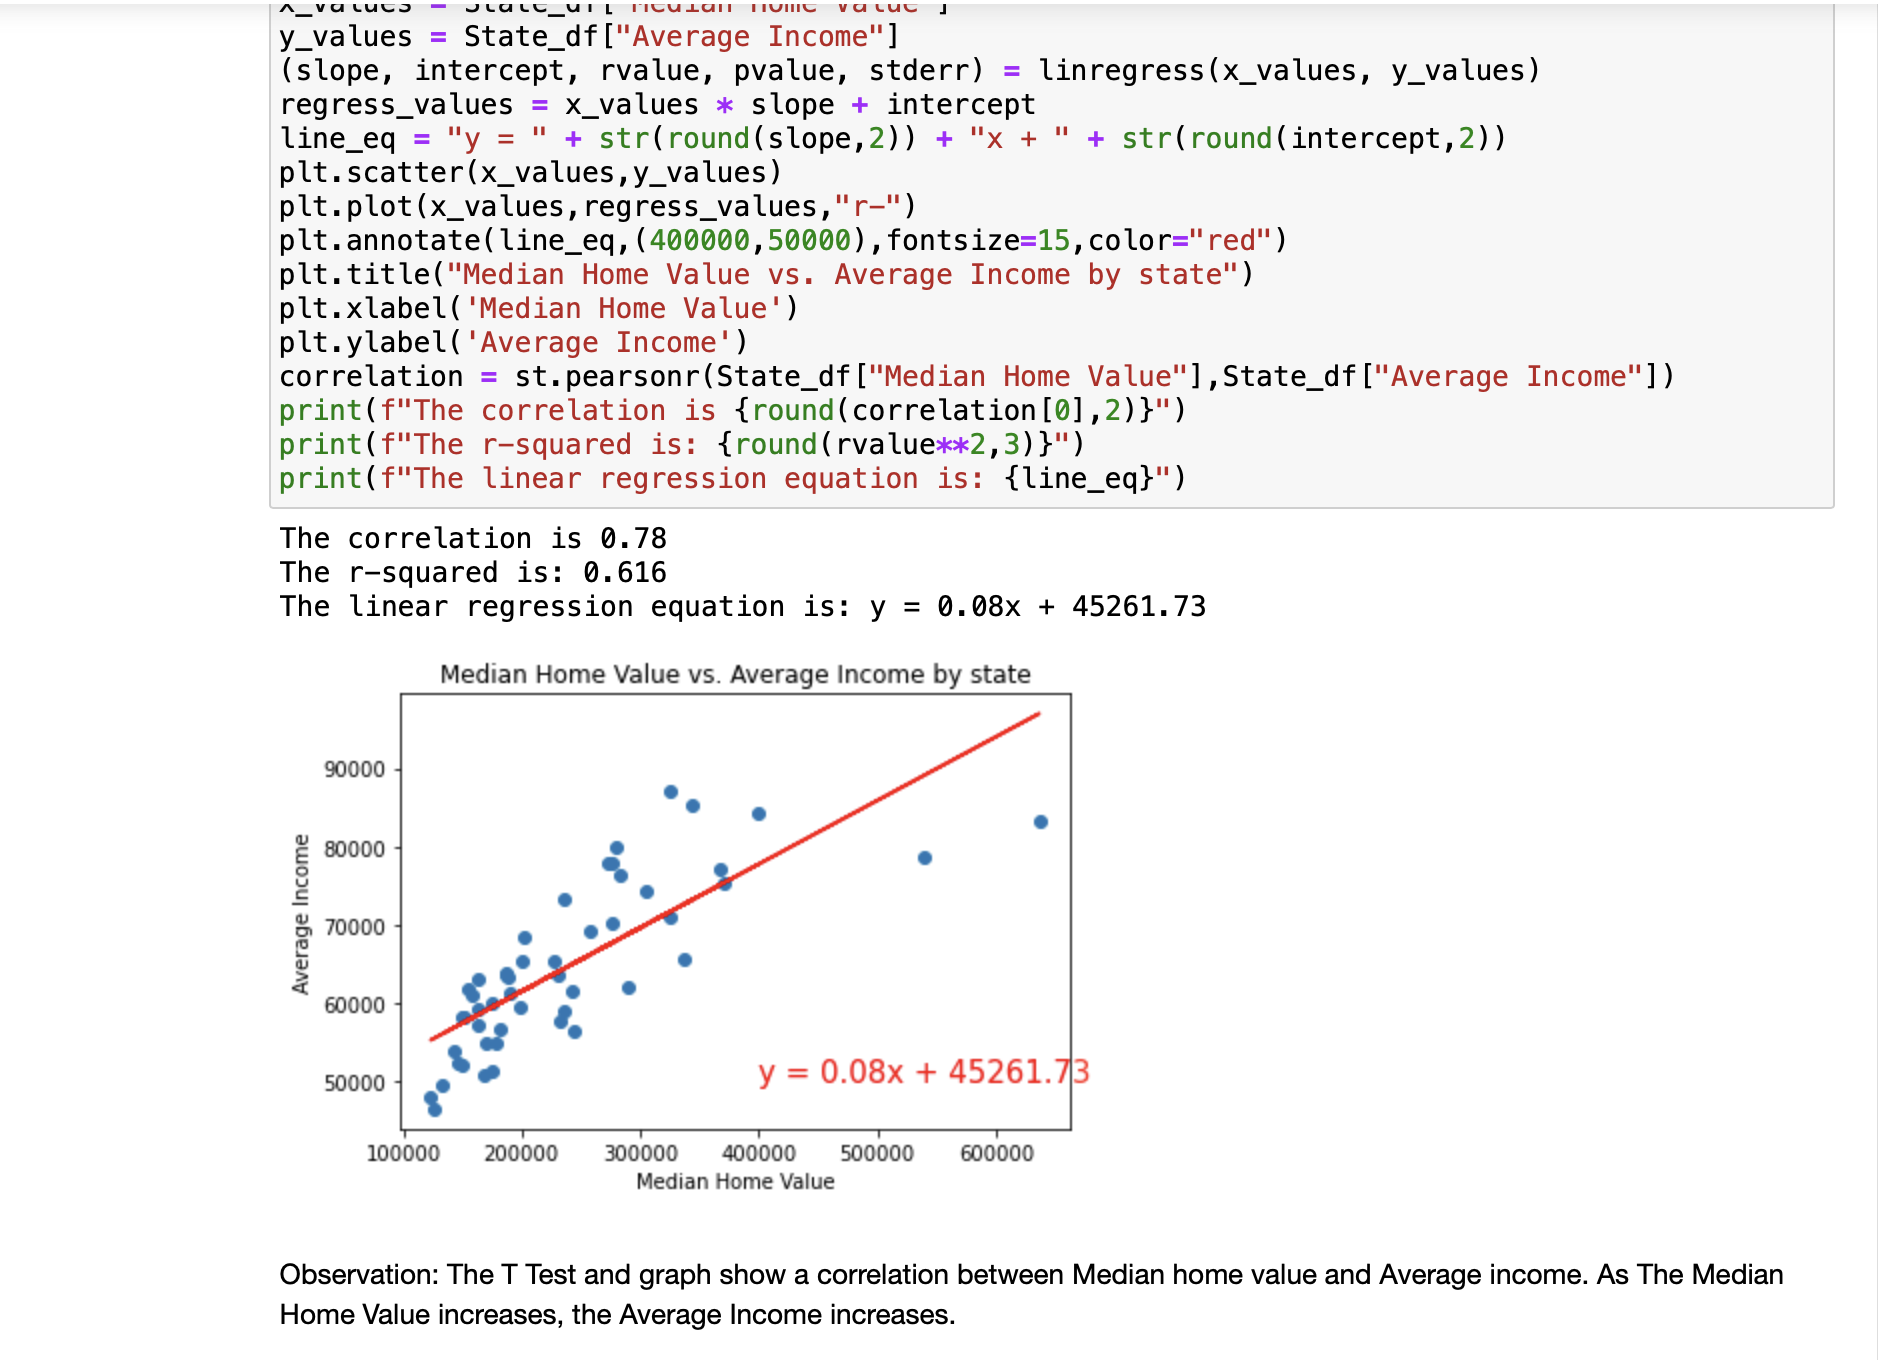 x_values = State_df["Median Home Value"]
y_values = State_df["Average Income"]
(slope, intercept, rvalue, pvalue, stderr) = linregress(x_values, y_values)
regress_values = x_values * slope + intercept
line_eq = "y = " + str(round(slope,2)) + "x + " + str(round(intercept,2))
plt.scatter(x_values,y_values)
plt.plot(x_values,regress_values,"r-")
plt.annotate(line_eq,(400000,50000),fontsize=15,color="red")
plt.title("Median Home Value vs. Average Income by state")
plt.xlabel('Median Home Value')
plt.ylabel('Average Income')
correlation = st.pearsonr(State_df["Median Home Value"],State_df["Average Income"])
print(f"The correlation is {round(correlation[0],2)}")
print(f"The r-squared is: {round(rvalue**2,3)}")
print(f"The linear regression equation is: {line_eq}")
The correlation is 0.78
The r-squared is: 0.616
The linear regression equation is: y = 0.08x + 45261.73
Median Home Value vs. Average Income by state
90000
80000
70000
60000
50000
Average Income
y = 0.08x + 45261.73
100000 200000 300000 400000 500000 600000
Median Home Value
Observation: The T Test and graph show a correlation between Median home value and Average income. As The Median
Home Value increases, the Average Income increases.